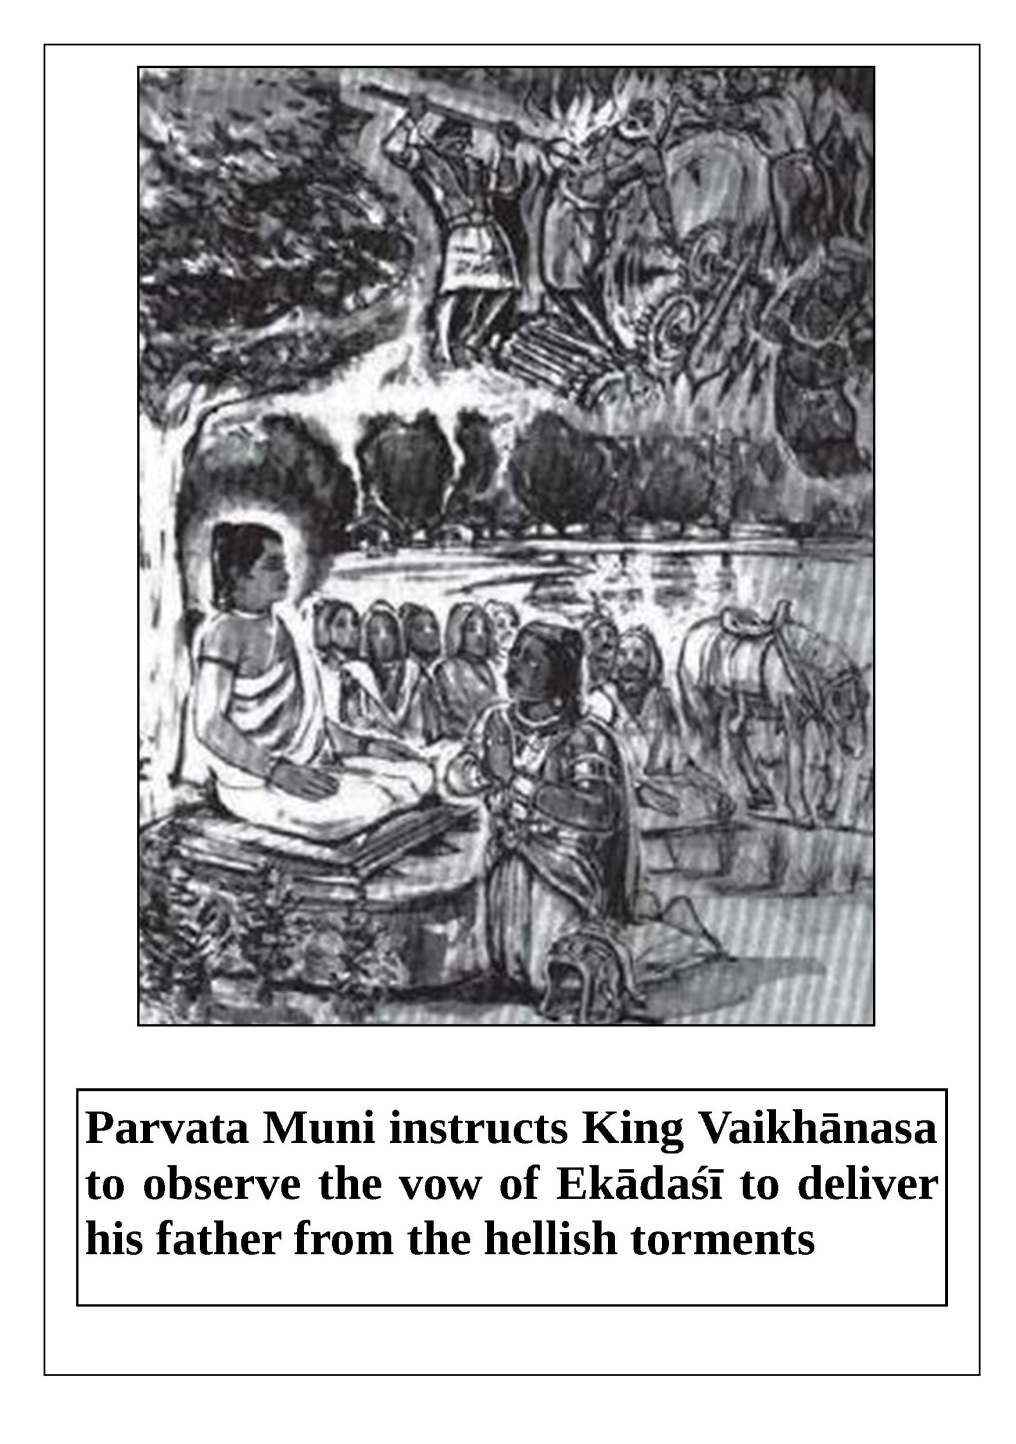 Parvata Muni instructs King Vaikhānasa
to observe the vow of Ekādaśī to deliver
his father from the hellish torments